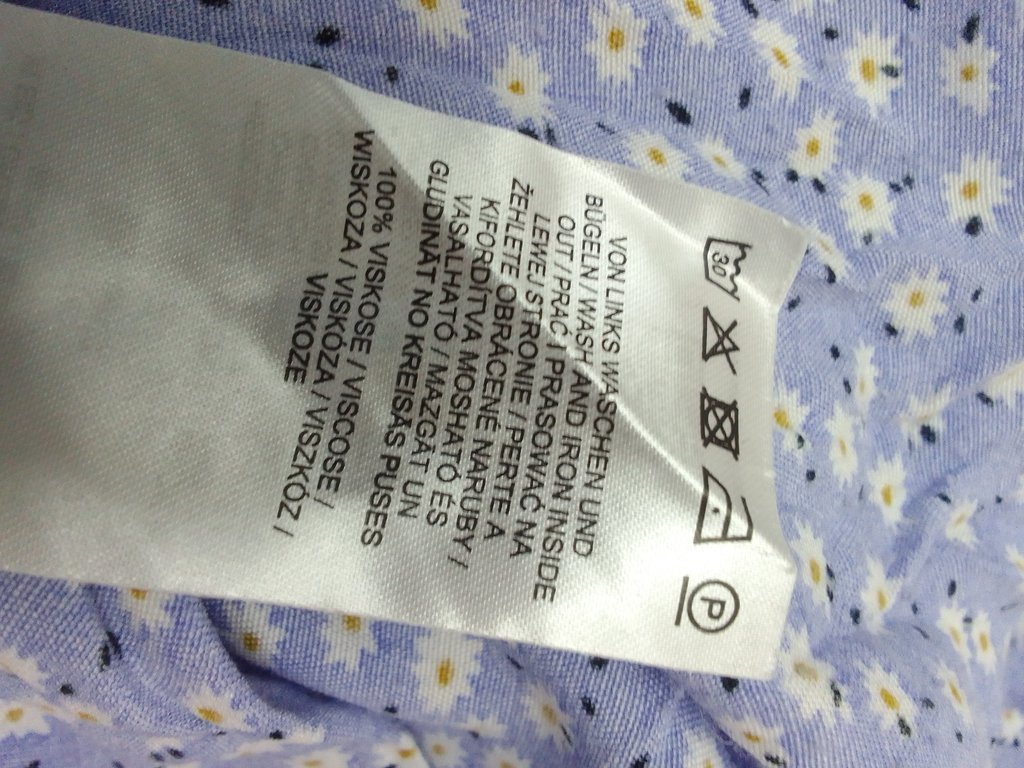 30
P
VON LINKS WASCHEN UND
BÜGELN / WASH AND IRON INSIDE
OUT / PRAĆ I PRASOWAĆ NA
LEWEJ STRONIE / PERTE A
ŽEHLETE OBRÁCENĚ NARUBY /
KIFORDÍTVA MOSHATÓ ÉS
VASALHATÓ / MAZGĀT UN
GLUDINĀT NO KREISĀS PUSES
100% VISKOSE / VISCOSE /
WISKOZA / VISKÓZA / VISZKÓZ /
VISKOZE